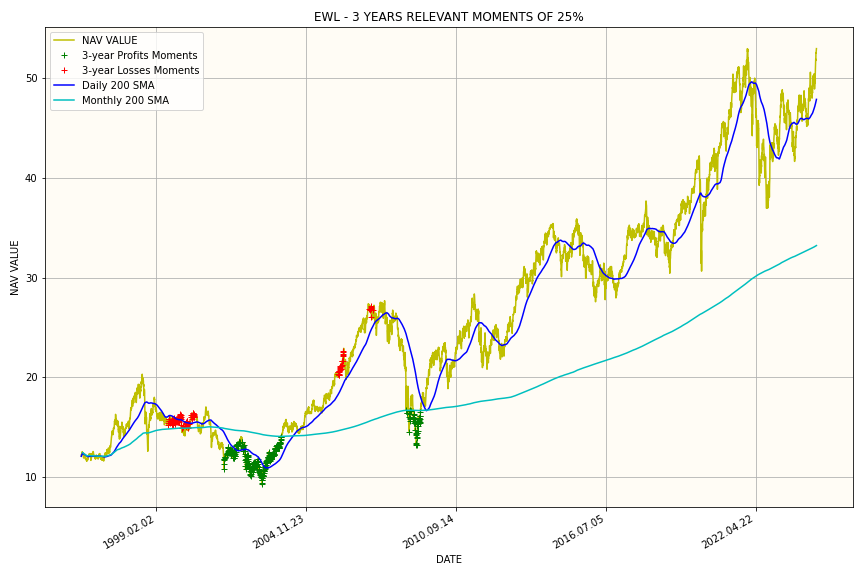 EWL - 3 YEARS RELEVANT MOMENTS OF 25%
NAV VALUE
3-year Profits Moments
3-year Losses Moments
Daily 200 SMA
Monthly 200 SMA
50
40
30
20
10
NAV VALUE
1999.02.02
2004.11.23
2010.09.14
2016.07.05
2022.04.22
DATE